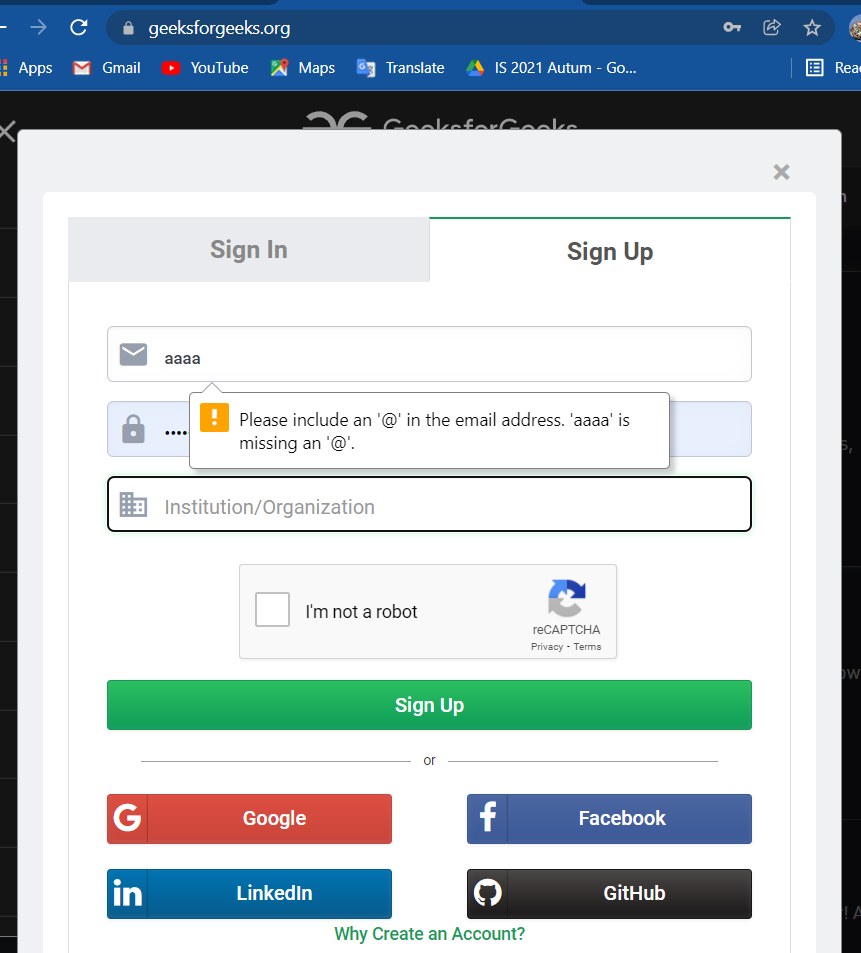 geeksforgeeks.org
Apps Gmail YouTube Maps Translate IS 2021 Autum - Go...
GeeksforGeeks
Sign In Sign Up
aaaa
Please include an '@' in the email address. 'aaaa' is
missing an '@'.
Institution/Organization
I'm not a robot
reCAPTCHA
Privacy - Terms
Sign Up
or
Google Facebook
LinkedIn GitHub
Why Create an Account?